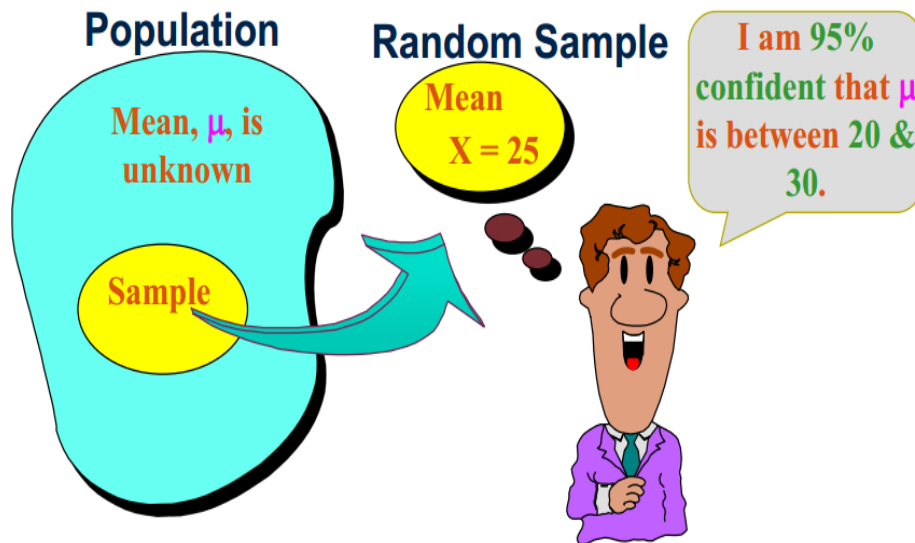 Population
Mean, μ, is
unknown
Sample
Random Sample
Mean
X = 25
I am 95%
confident that μ
is between 20 &
30.